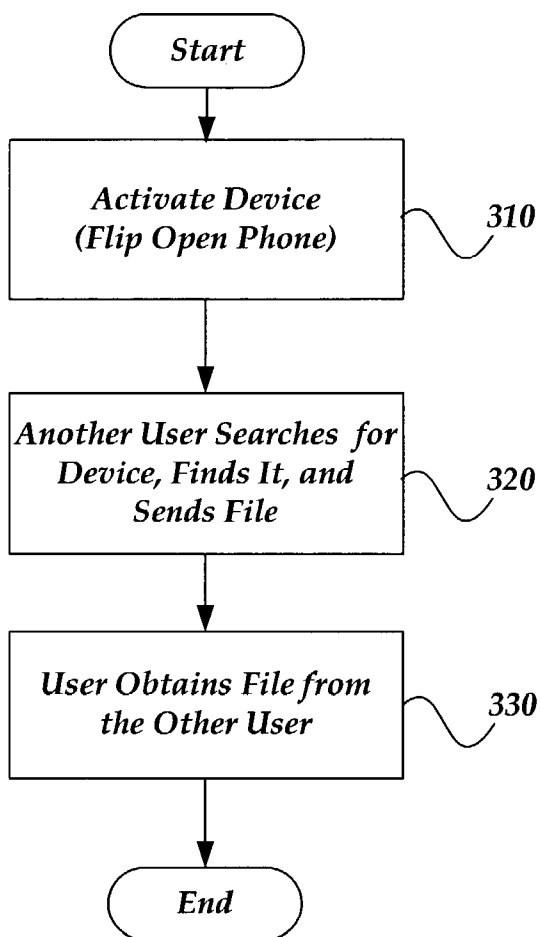 Start
Activate Device
(Flip Open Phone)
310
Another User Searches for
Device, Finds It, and
Sends File
320
User Obtains File from
the Other User
330
End